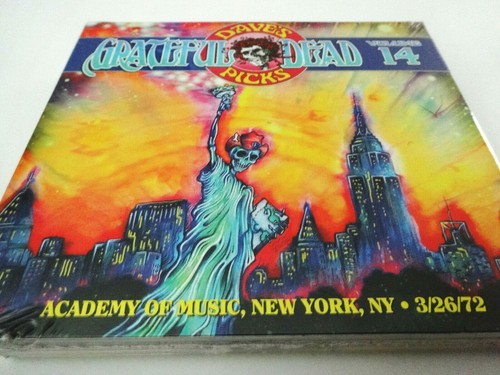 DAVE'S
GRATEFUL DEAD
PICKS
VOLUME
14
ACADEMY OF MUSIC, NEW YORK, NY • 3/26/72